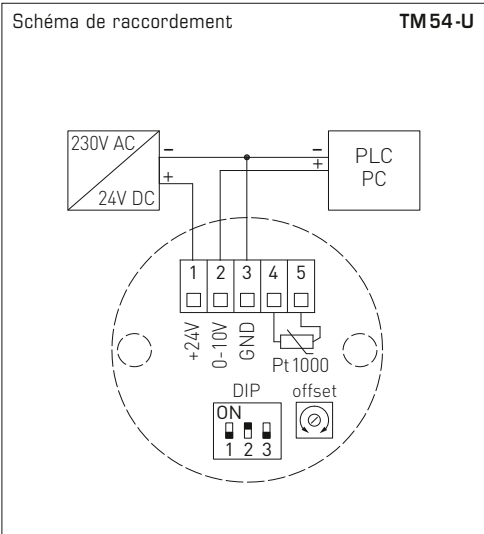 Schéma de raccordement TM54-U
230V AC
24V DC
–
+
–
+
PLC
PC
1 2 3 4 5
+24V
0-10V
GND
Pt1000
DIP
offset
ON
1 2 3